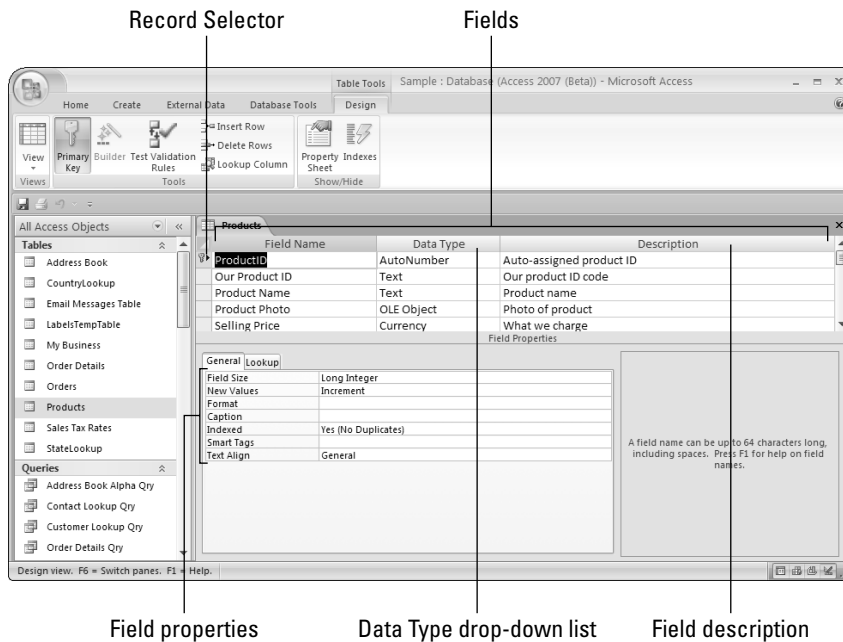 Record Selector Fields
Table Tools Sample : Database (Access 2007 (Beta)) - Microsoft Access
Home Create External Data Database Tools Design
View
Views
Primary Key
Builder
Test Validation Rules
Insert Row
Delete Rows
Lookup Column
Tools
Property Sheet
Indexes
Show/Hide
All Access Objects
Tables
Address Book
CountryLookup
Email Messages Table
LabelsTempTable
My Business
Order Details
Orders
Products
Sales Tax Rates
StateLookup
Queries
Address Book Alpha Qry
Contact Lookup Qry
Customer Lookup Qry
Order Details Qry
Products
Field Name Data Type Description
ProductID AutoNumber Auto-assigned product ID
Our Product ID Text Our product ID code
Product Name Text Product name
Product Photo OLE Object Photo of product
Selling Price Currency What we charge
Field Properties
General Lookup
Field Size Long Integer
New Values Increment
Format
Caption
Indexed Yes (No Duplicates)
Smart Tags
Text Align General
A field name can be up to 64 characters long,
including spaces. Press F1 for help on field
names.
Design view. F6 = Switch panes. F1 = Help.
Field properties Data Type drop-down list Field description